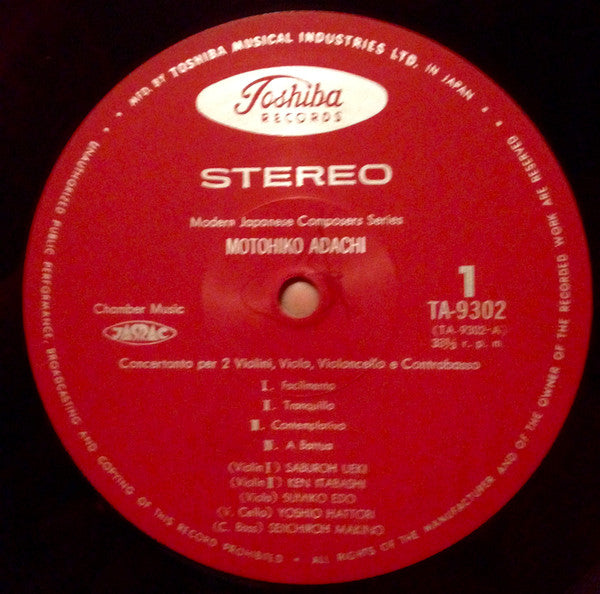 MFD. BY TOSHIBA MUSICAL INDUSTRIES LTD. IN JAPAN
Toshiba
RECORDS
STEREO
Modern Japanese Composers Series
MOTOHIKO ADACHI
1
TA-9302
(TA-9302-A)
33⅓ r. p. m
Chamber Music
JASRAC
Concertanto per 2 Violini, Viola, Violoncello e Contrabasso
Ⅰ. Facilmente
Ⅱ. Tranquillo
Ⅲ. Contemplativo
Ⅳ. A
(Violin Ⅰ) SABUROH UEKI
(Violin Ⅱ) KEN ITABASHI
(Viola) SUMIKO EDO
(V. Cello) YOSHIO HATTORI
(C. Bass) SEIICHIROH MAKINO
UNAUTHORIZED PUBLIC PERFORMANCE, BROADCASTING AND COPYING OF THIS RECORD PROHIBITED • ALL RIGHTS OF THE MANUFACTURER AND OF THE OWNER OF THE RECORDED WORK ARE RESERVED